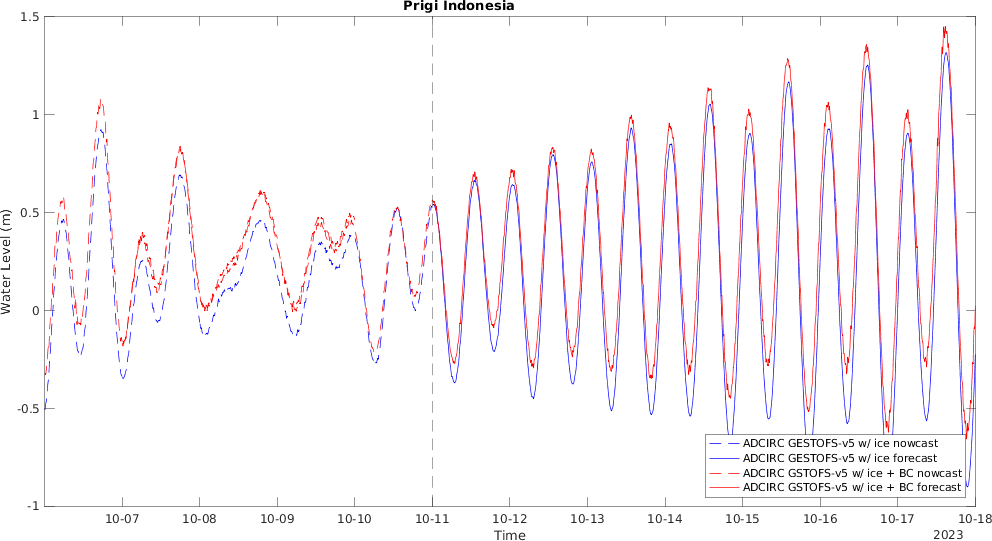 Prigi Indonesia
1.5
1
0.5
0
-0.5
-1
Water Level (m)
ADCIRC GESTOFS-v5 w/ ice nowcast
ADCIRC GESTOFS-v5 w/ ice forecast
ADCIRC GSTOFS-v5 w/ ice + BC nowcast
ADCIRC GSTOFS-v5 w/ ice + BC forecast
10-07 10-08 10-09 10-10 10-11 10-12 10-13 10-14 10-15 10-16 10-17 10-18
Time
2023